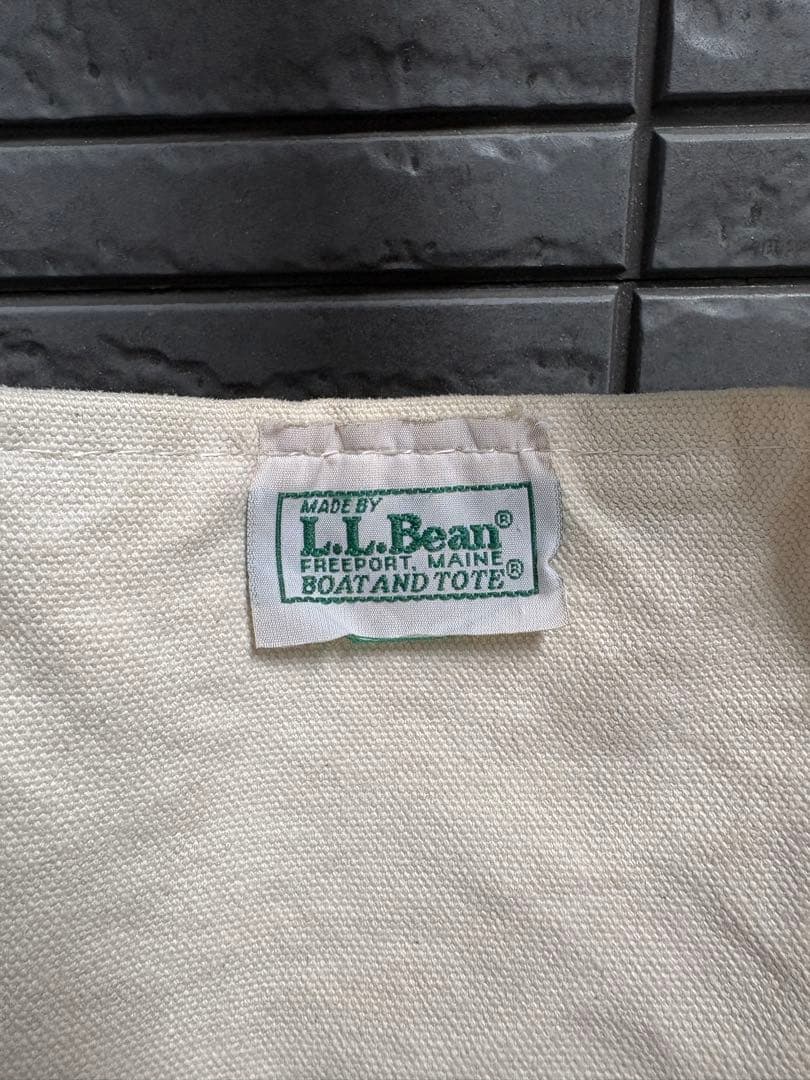 MADE BY
L.L.Bean®
FREEPORT, MAINE
BOAT AND TOTE®